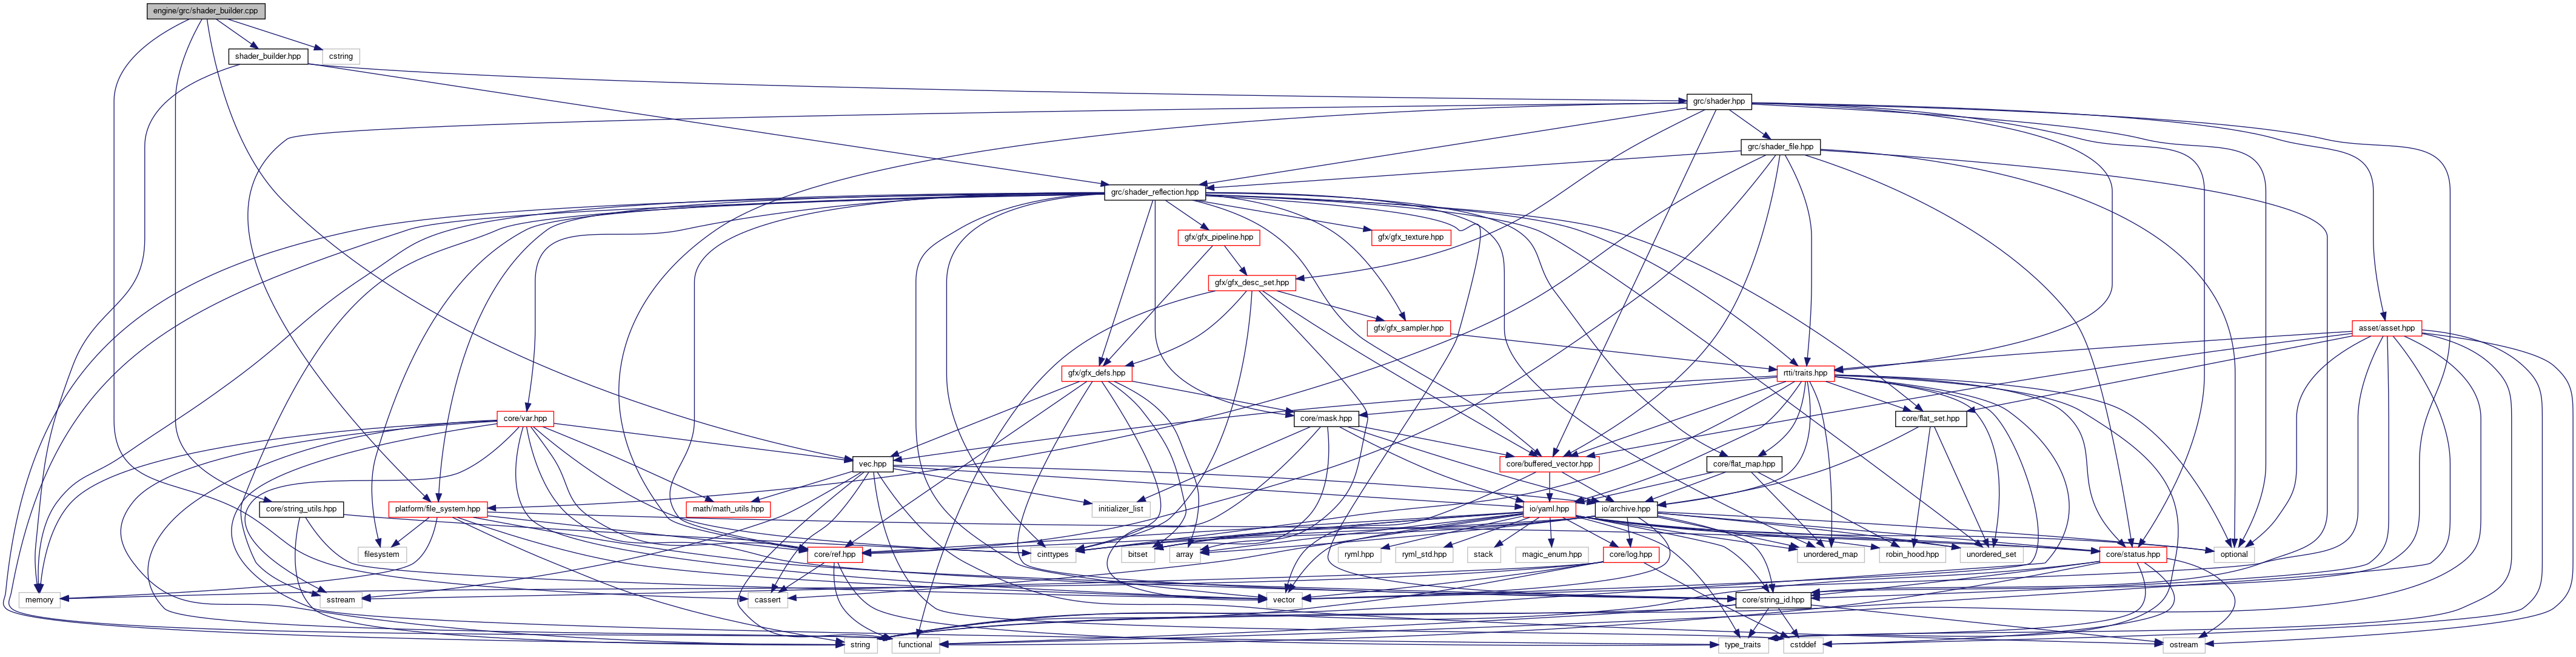 engine/grc/shader_builder.cpp
shader_builder.hpp
cstring
grc/shader.hpp
grc/shader_file.hpp
grc/shader_reflection.hpp
gfx/gfx_pipeline.hpp
gfx/gfx_texture.hpp
gfx/gfx_desc_set.hpp
gfx/gfx_sampler.hpp
asset/asset.hpp
gfx/gfx_defs.hpp
rtti/traits.hpp
core/var.hpp
core/mask.hpp
core/flat_set.hpp
vec.hpp
core/buffered_vector.hpp
core/flat_map.hpp
core/string_utils.hpp
platform/file_system.hpp
math/math_utils.hpp
initializer_list
io/yaml.hpp
io/archive.hpp
filesystem
core/ref.hpp
cinttypes
bitset
array
ryml.hpp
ryml_std.hpp
stack
magic_enum.hpp
core/log.hpp
unordered_map
robin_hood.hpp
unordered_set
core/status.hpp
optional
memory
sstream
cassert
vector
core/string_id.hpp
string
functional
type_traits
cstddef
ostream